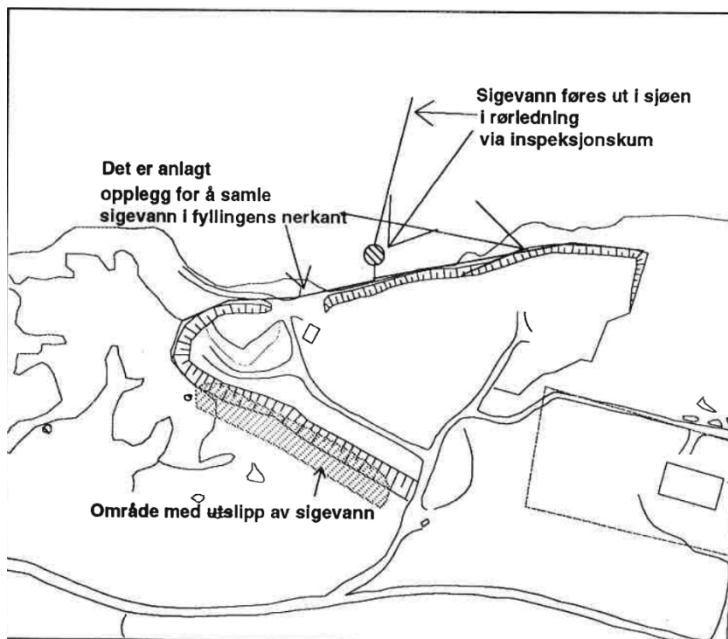 Sigevann føres ut i sjøen
i rørledning
via inspeksjonskum
Det er anlagt
opplegg for å samle
sigevann i fyllingens nerkant
Område med utslipp av sigevann